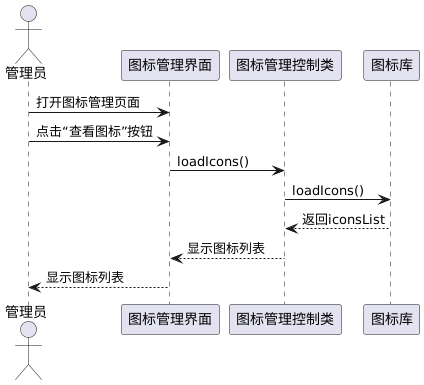 管理员
图标管理界面
图标管理控制类
图标库
打开图标管理页面
点击“查看图标”按钮
loadIcons()
loadIcons()
返回iconsList
显示图标列表
显示图标列表
管理员
图标管理界面
图标管理控制类
图标库